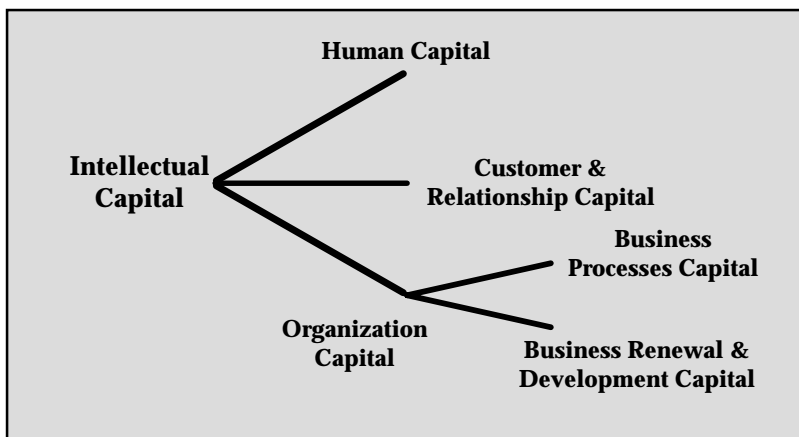 Human Capital
Intellectual
Capital
Customer &
Relationship Capital
Business
Processes Capital
Organization
Capital
Business Renewal &
Development Capital